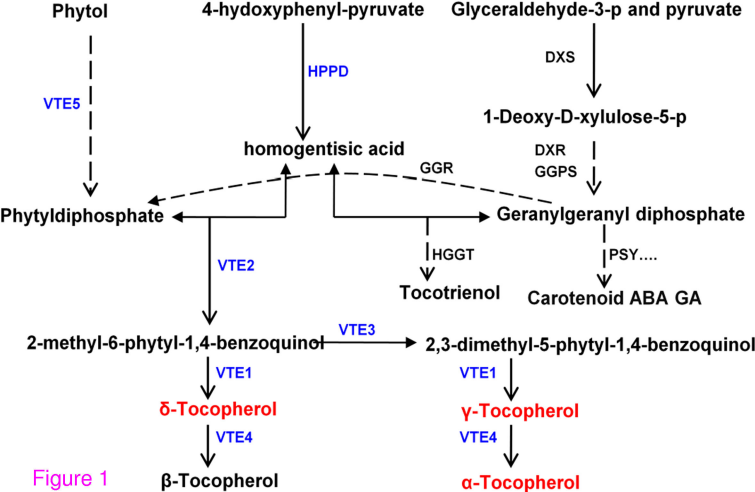 Phytol
4-hydoxyphenyl-pyruvate
Glyceraldehyde-3-p and pyruvate
VTE5
HPPD
DXS
1-Deoxy-D-xylulose-5-p
homogentisic acid
DXR
GGPS
GGR
Phytyldiphosphate
Geranylgeranyl diphosphate
VTE2
HGGT
PSY....
Tocotrienol
Carotenoid ABA GA
2-methyl-6-phytyl-1,4-benzoquinol
VTE3
2,3-dimethyl-5-phytyl-1,4-benzoquinol
VTE1
VTE1
δ-Tocopherol
γ-Tocopherol
VTE4
VTE4
β-Tocopherol
α-Tocopherol
Figure 1